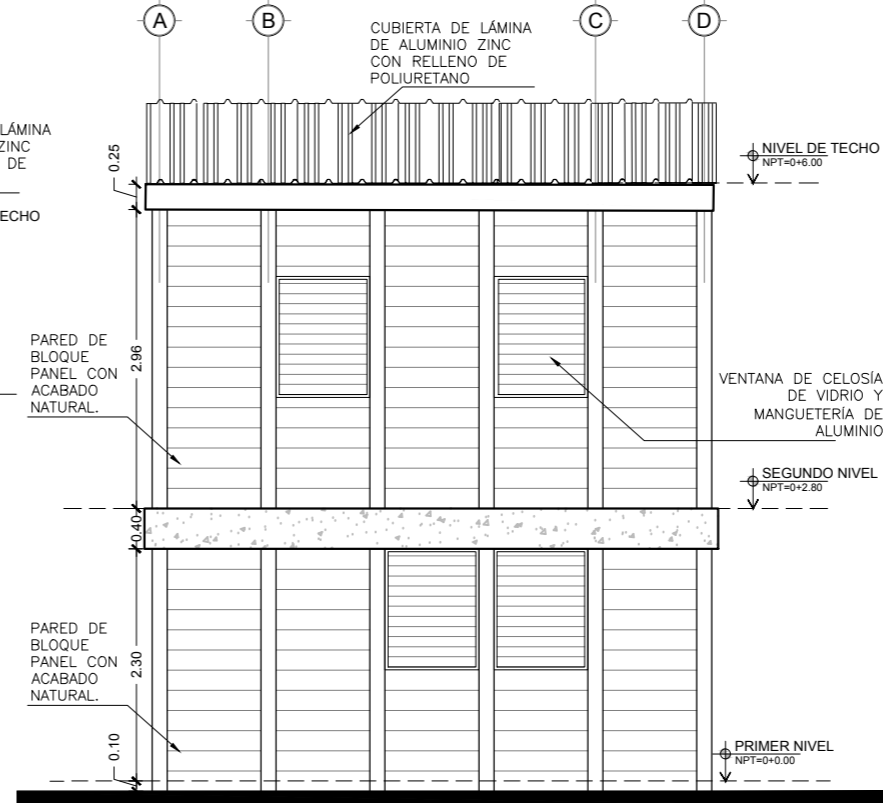 A
B
C
D
CUBIERTA DE LÁMINA
DE ALUMINIO ZINC
CON RELLENO DE
POLIURETANO
LÁMINA
ZINC
DE
ECHO
NIVEL DE TECHO
NPT=0+6.00
0.25
2.96
PARED DE
BLOQUE
PANEL CON
ACABADO
NATURAL.
VENTANA DE CELOSÍA
DE VIDRIO Y
MANGUETERÍA DE
ALUMINIO
SEGUNDO NIVEL
NPT=0+2.80
0.40
PARED DE
BLOQUE
PANEL CON
ACABADO
NATURAL.
2.30
0.10
PRIMER NIVEL
NPT=0+0.00